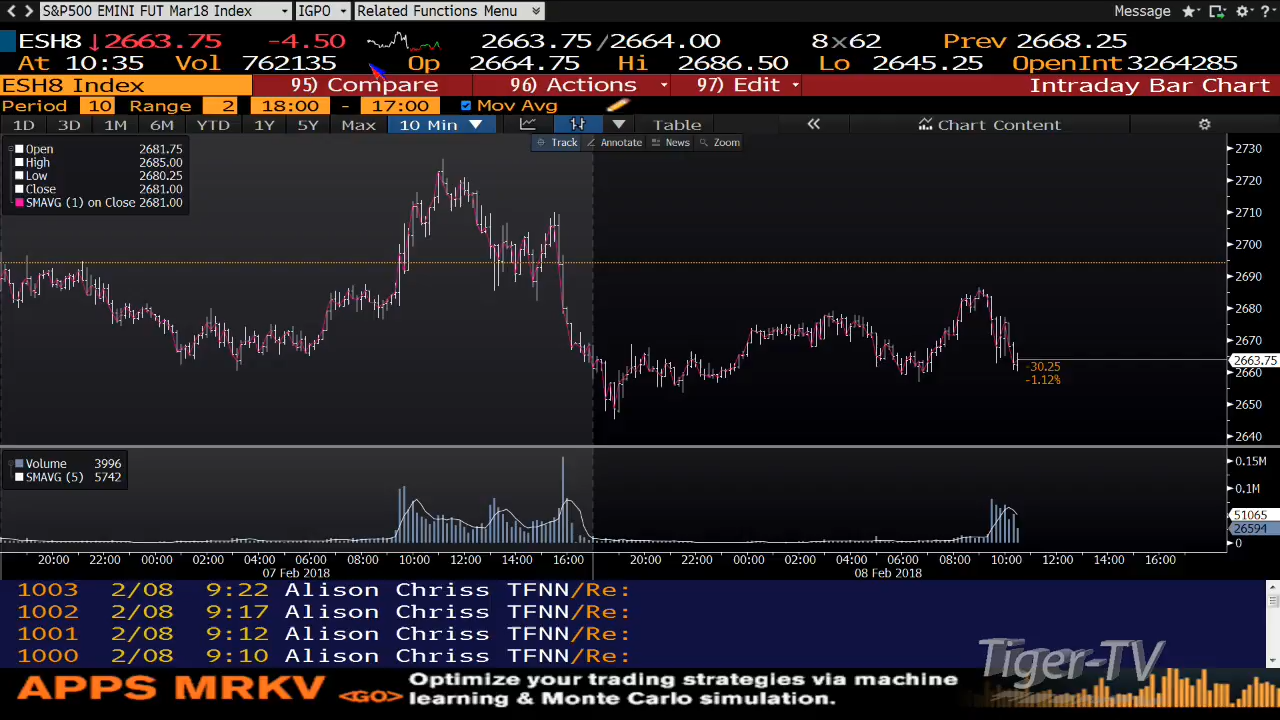 S&P500 EMINI FUT Mar18 Index IGPO Related Functions Menu Message ?
ESH8 ↓2663.75 -4.50 2663.75/2664.00 8x62 Prev 2668.25
At 10:35 Vol 762135 Op 2664.75 Hi 2686.50 Lo 2645.25 OpenInt 3264285
ESH8 Index 95) Compare 96) Actions 97) Edit Intraday Bar Chart
Period 10 Range 2 18:00 - 17:00 Mov Avg
1D 3D 1M 6M YTD 1Y 5Y Max 10 Min Table « Chart Content
Track Annotate News Zoom
Open 2681.75
High 2685.00
Low 2680.25
Close 2681.00
SMAVG (1) on Close 2681.00
2730
2720
2710
2700
2690
2680
2670
2663.75
2660
2650
2640
-30.25
-1.12%
Volume 3996
SMAVG (5) 5742
0.15M
0.1M
51065
26594
0
20:00 22:00 00:00 02:00 04:00 06:00 08:00 10:00 12:00 14:00 16:00 20:00 22:00 00:00 02:00 04:00 06:00 08:00 10:00 12:00 14:00 16:00
07 Feb 2018 08 Feb 2018
1003 2/08 9:22 Alison Chriss TFNN/Re:
1002 2/08 9:17 Alison Chriss TFNN/Re:
1001 2/08 9:12 Alison Chriss TFNN/Re:
1000 2/08 9:10 Alison Chriss TFNN/Re:
Tiger-TV
APPS MRKV <GO> Optimize your trading strategies via machine
learning & Monte Carlo simulation.